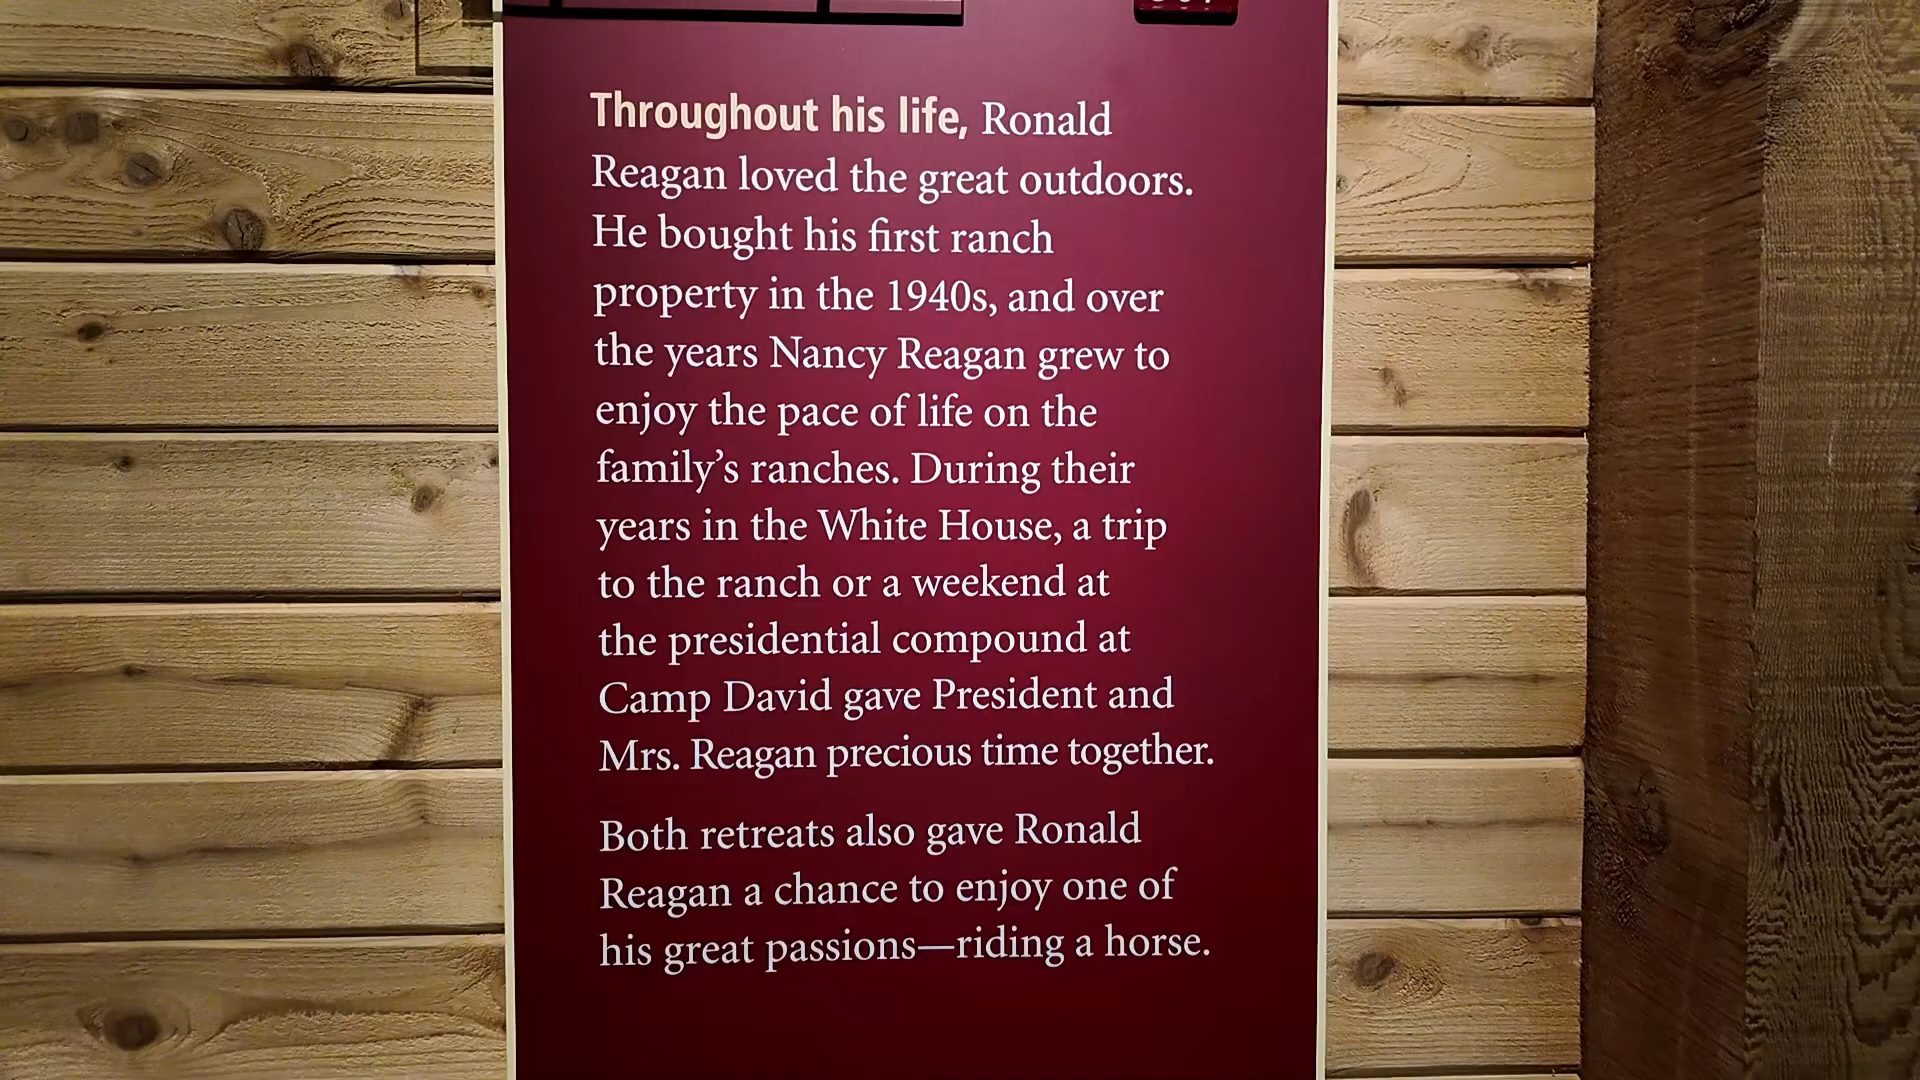 Throughout his life, Ronald
Reagan loved the great outdoors.
He bought his first ranch
property in the 1940s, and over
the years Nancy Reagan grew to
enjoy the pace of life on the
family’s ranches. During their
years in the White House, a trip
to the ranch or a weekend at
the presidential compound at
Camp David gave President and
Mrs. Reagan precious time together.
Both retreats also gave Ronald
Reagan a chance to enjoy one of
his great passions—riding a horse.